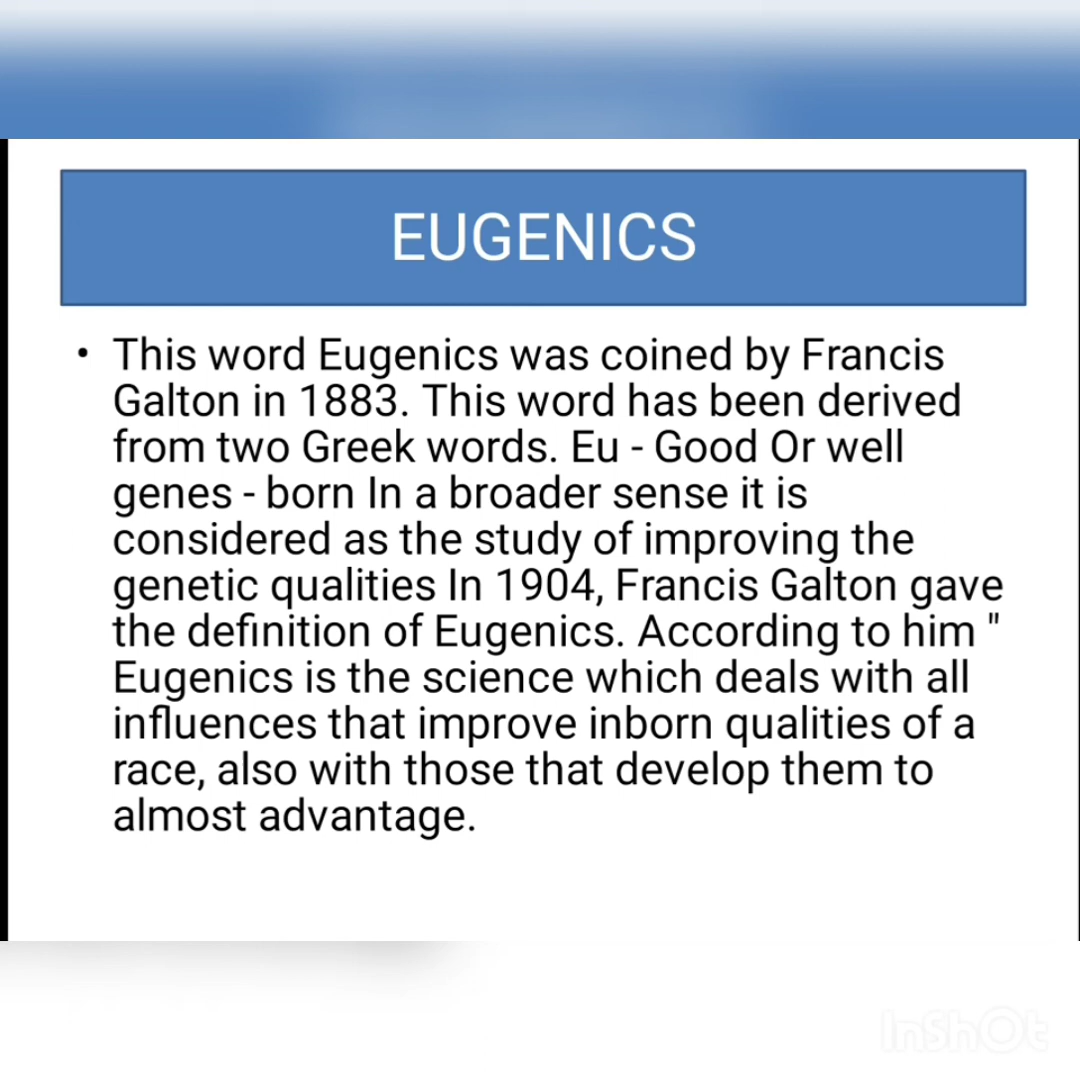 EUGENICS
• This word Eugenics was coined by Francis
Galton in 1883. This word has been derived
from two Greek words. Eu - Good Or well
genes - born In a broader sense it is
considered as the study of improving the
genetic qualities In 1904, Francis Galton gave
the definition of Eugenics. According to him "
Eugenics is the science which deals with all
influences that improve inborn qualities of a
race, also with those that develop them to
almost advantage.
InShOt